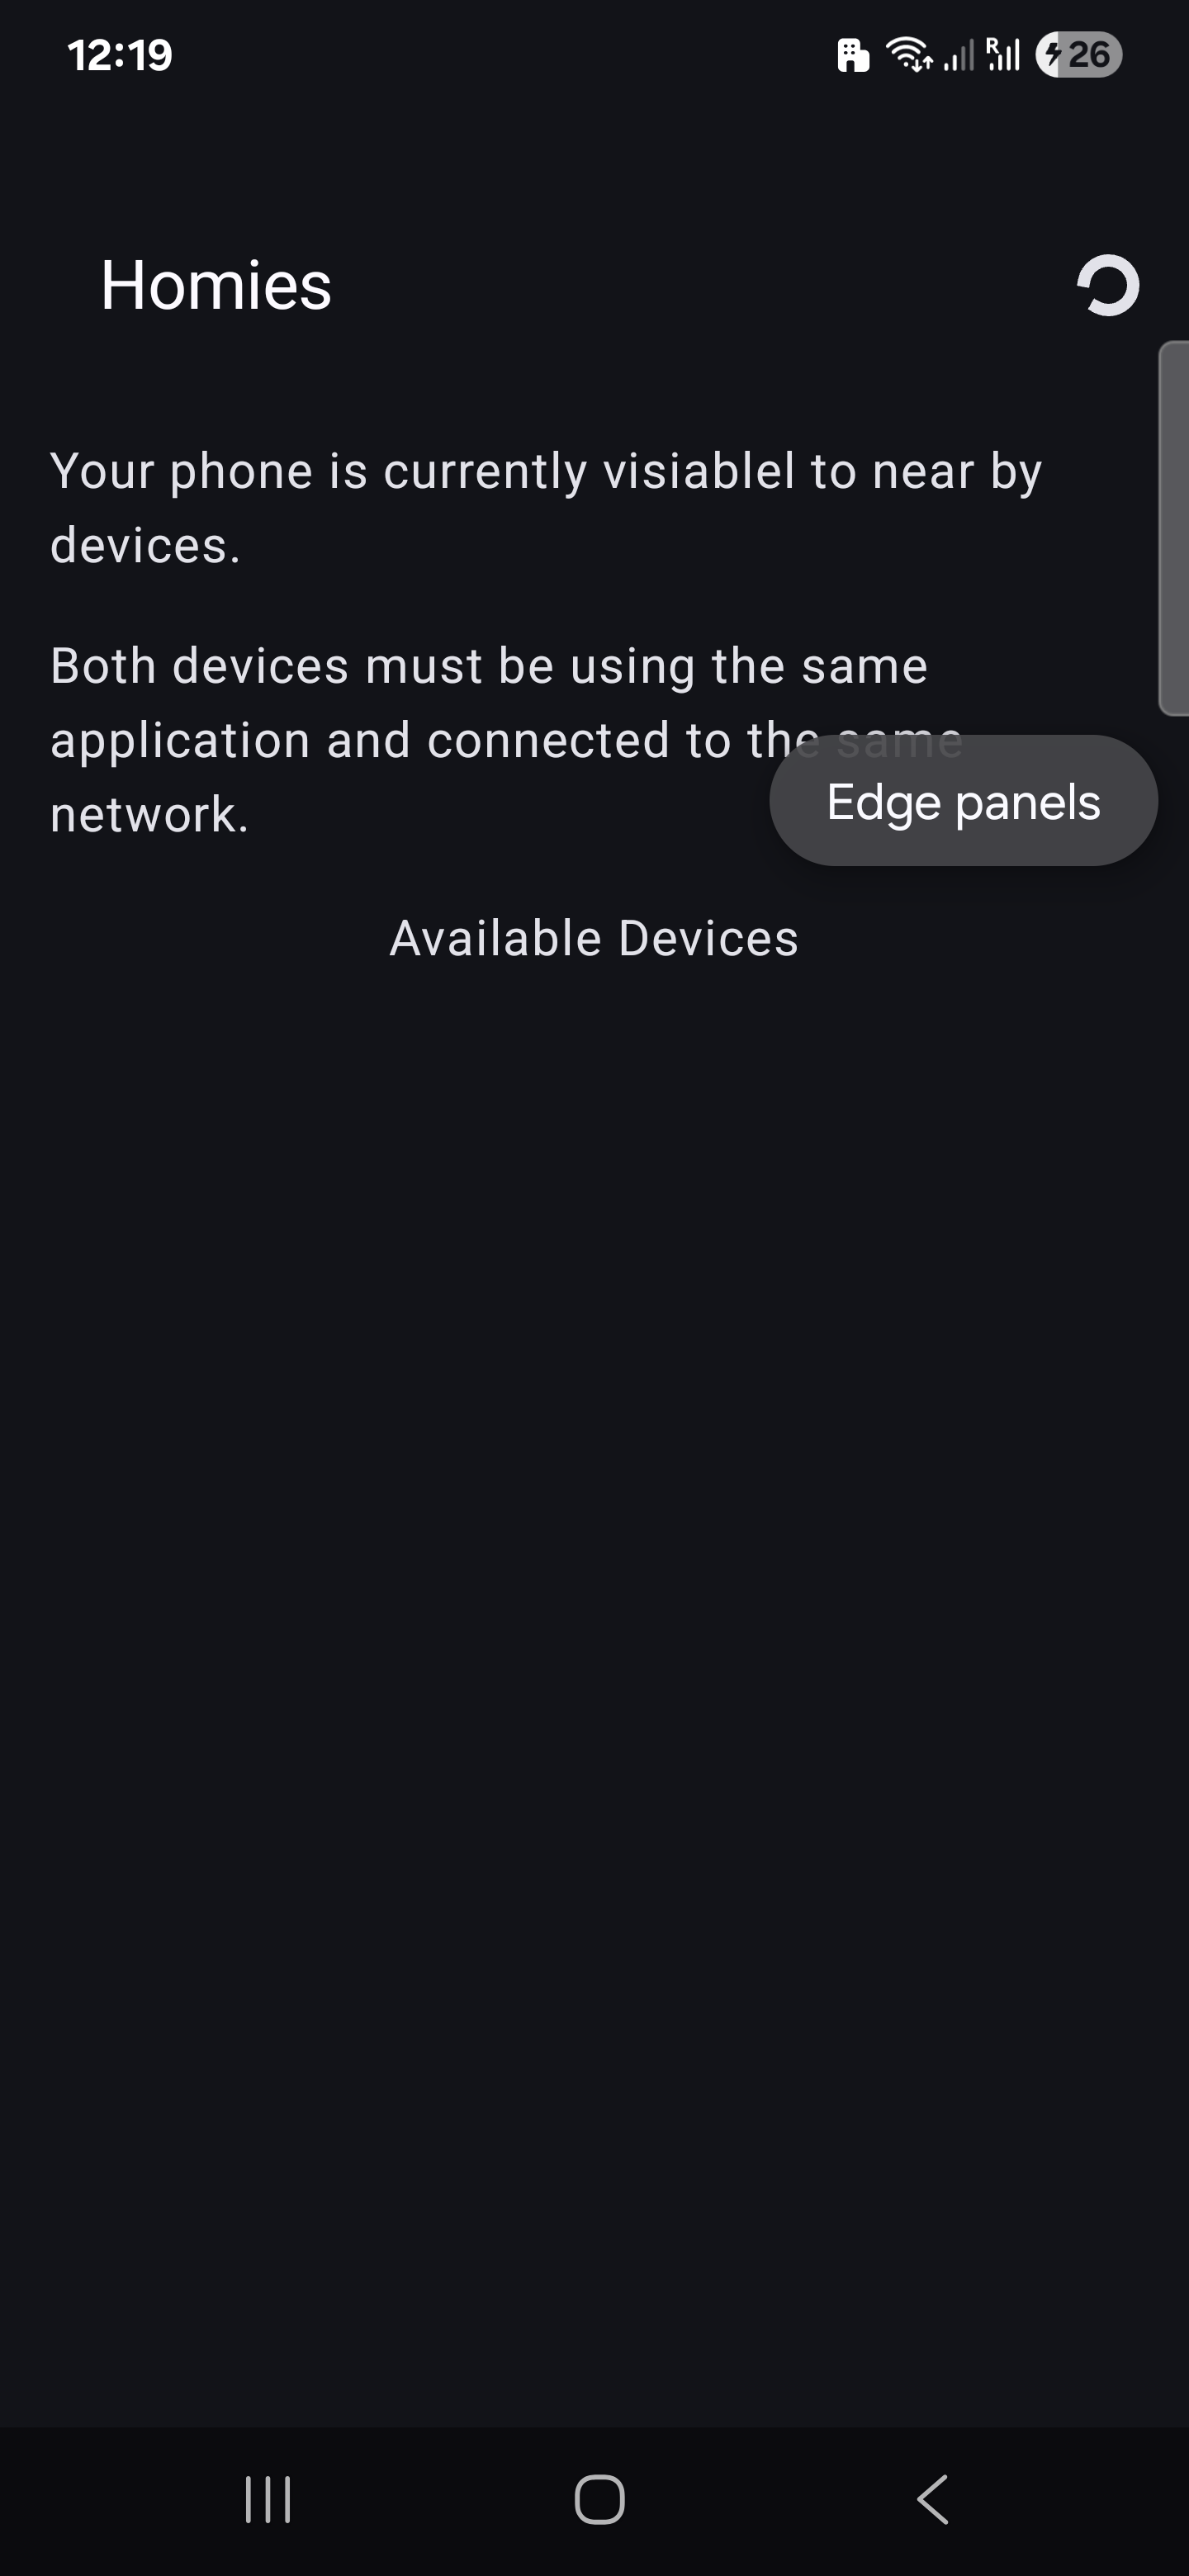 12:19
R
26
Homies
Your phone is currently visiablel to near by
devices.
Both devices must be using the same
application and connected to the same
network.
Edge panels
Available Devices